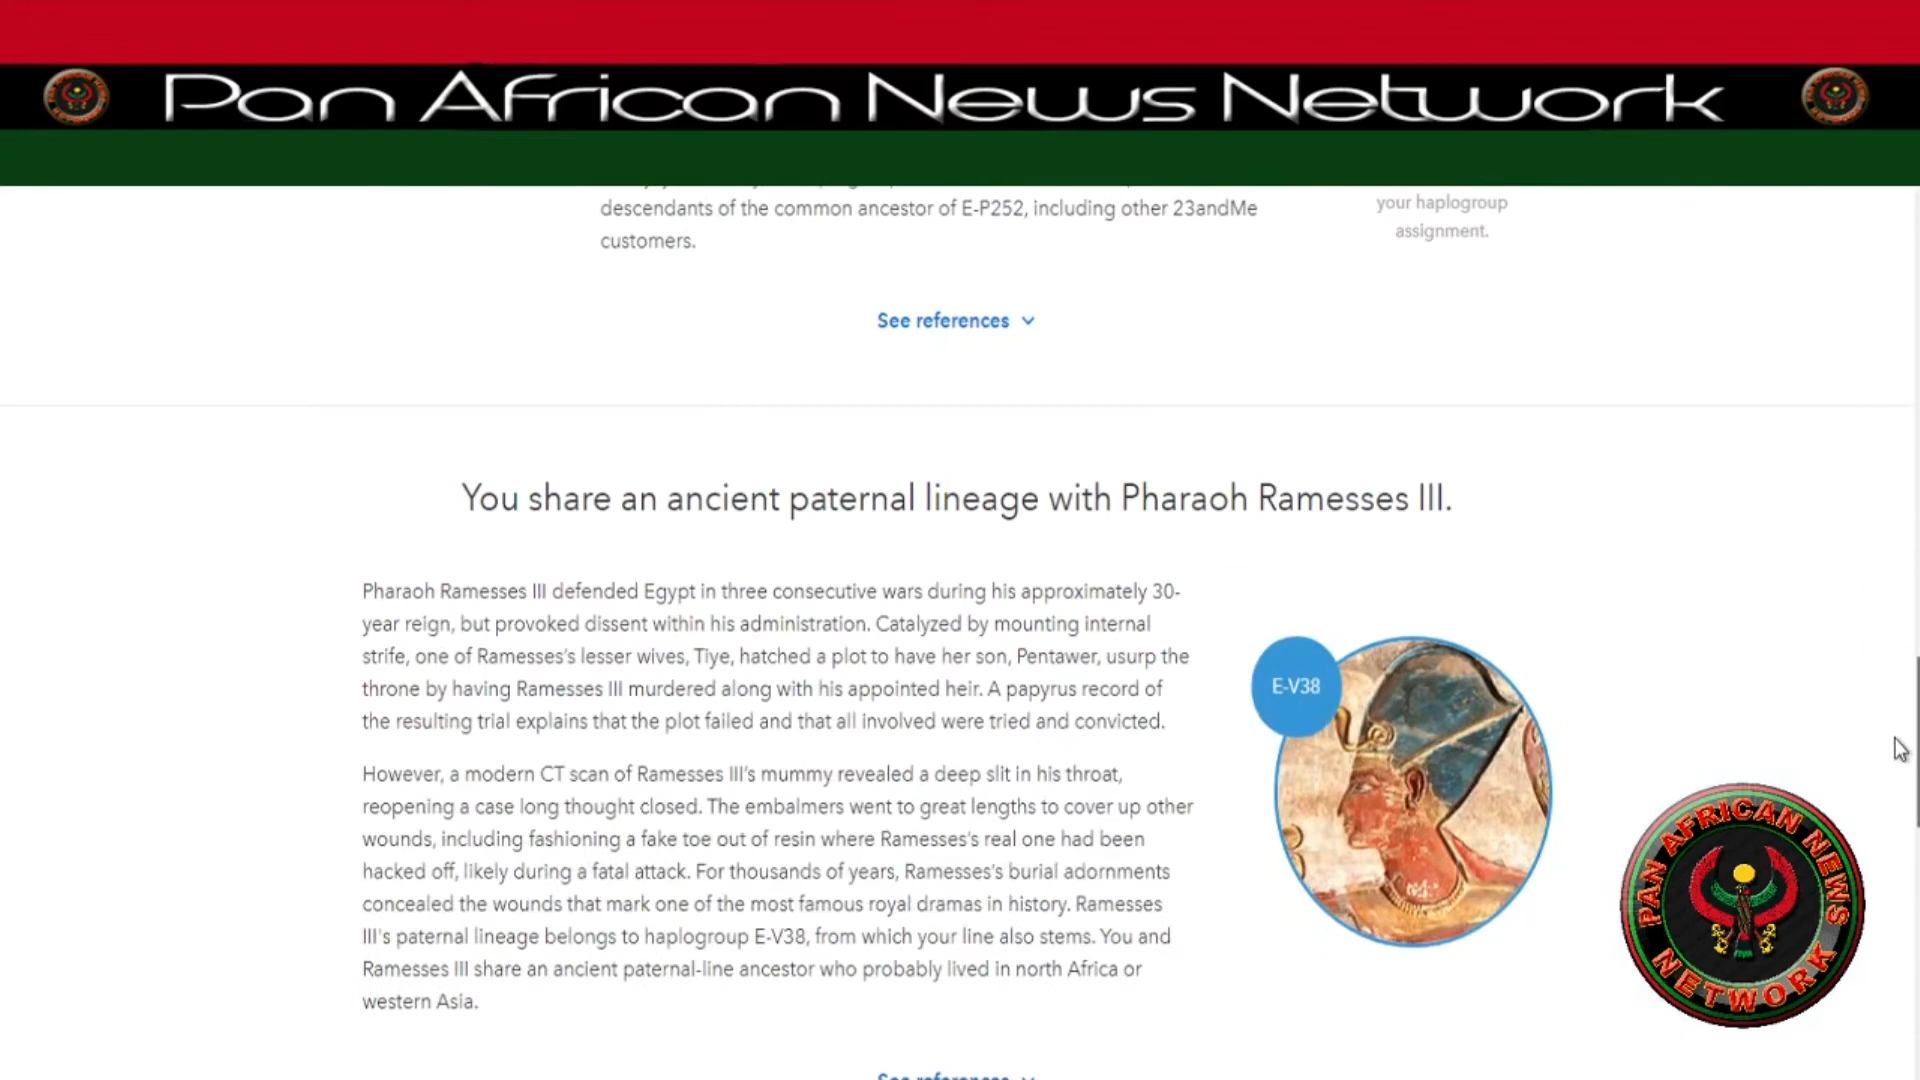 Pan African News Network
descendants of the common ancestor of E-P252, including other 23andMe
customers.
your haplogroup
assignment.
See references
You share an ancient paternal lineage with Pharaoh Ramesses III.
Pharaoh Ramesses III defended Egypt in three consecutive wars during his approximately 30-
year reign, but provoked dissent within his administration. Catalyzed by mounting internal
strife, one of Ramesses's lesser wives, Tiye, hatched a plot to have her son, Pentawer, usurp the
throne by having Ramesses III murdered along with his appointed heir. A papyrus record of
the resulting trial explains that the plot failed and that all involved were tried and convicted.
However, a modern CT scan of Ramesses III's mummy revealed a deep slit in his throat,
reopening a case long thought closed. The embalmers went to great lengths to cover up other
wounds, including fashioning a fake toe out of resin where Ramesses's real one had been
hacked off, likely during a fatal attack. For thousands of years, Ramesses's burial adornments
concealed the wounds that mark one of the most famous royal dramas in history. Ramesses
III's paternal lineage belongs to haplogroup E-V38, from which your line also stems. You and
Ramesses III share an ancient paternal-line ancestor who probably lived in north Africa or
western Asia.
E-V38
PAN AFRICAN NEWS
NETWORK
See references